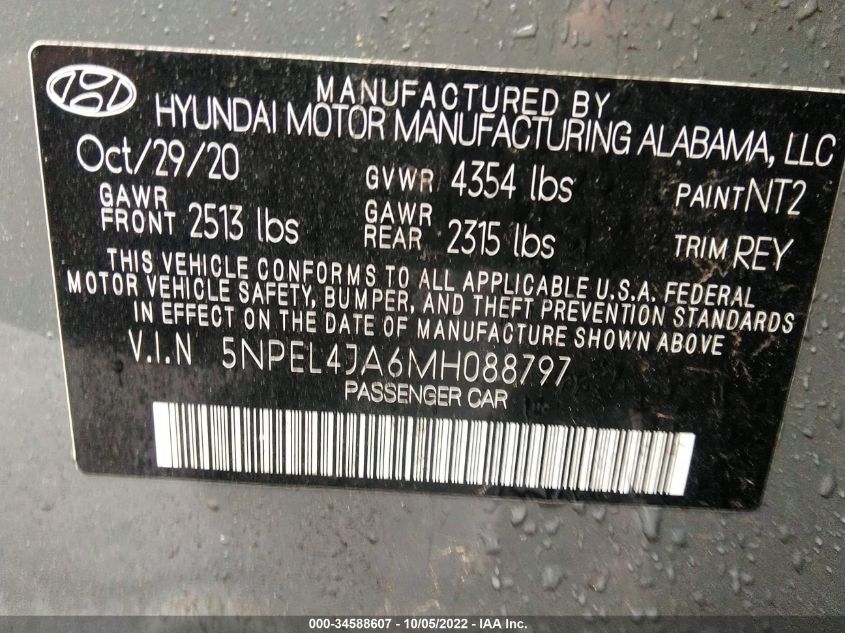 MANUFACTURED BY
HYUNDAI MOTOR MANUFACTURING ALABAMA, LLC
Oct/29/20 GVWR 4354 lbs PAINT NT2
GAWR FRONT 2513 lbs GAWR REAR 2315 lbs TRIM REY
THIS VEHICLE CONFORMS TO ALL APPLICABLE U.S.A. FEDERAL
MOTOR VEHICLE SAFETY, BUMPER, AND THEFT PREVENTION STANDARDS
IN EFFECT ON THE DATE OF MANUFACTURE SHOWN ABOVE
V.I.N 5NPEL4JA6MH088797
PASSENGER CAR
000-34588607 - 10/05/2022 - IAA Inc.